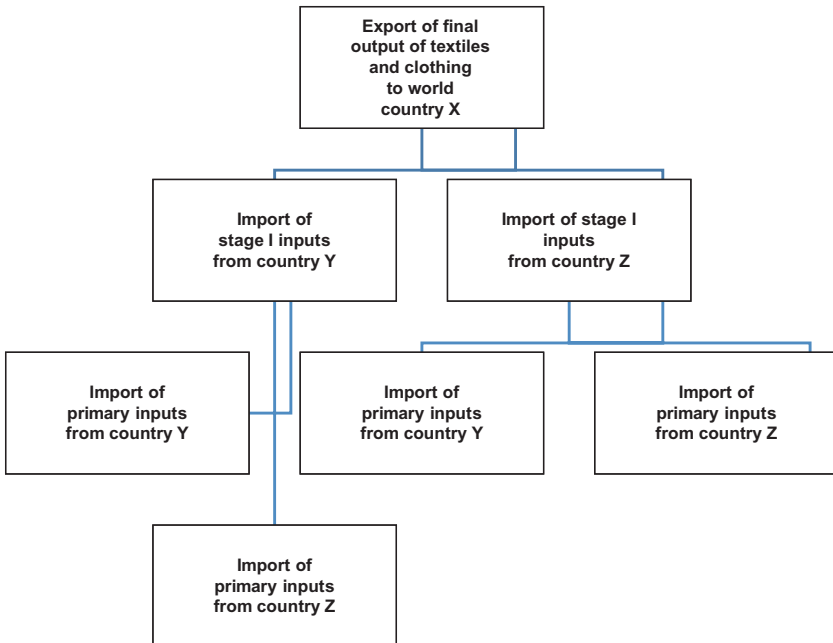 Export of final
output of textiles
and clothing
to world
country X
Import of
stage I inputs
from country Y
Import of stage I
inputs
from country Z
Import of
primary inputs
from country Y
Import of
primary inputs
from country Y
Import of
primary inputs
from country Z
Import of
primary inputs
from country Z